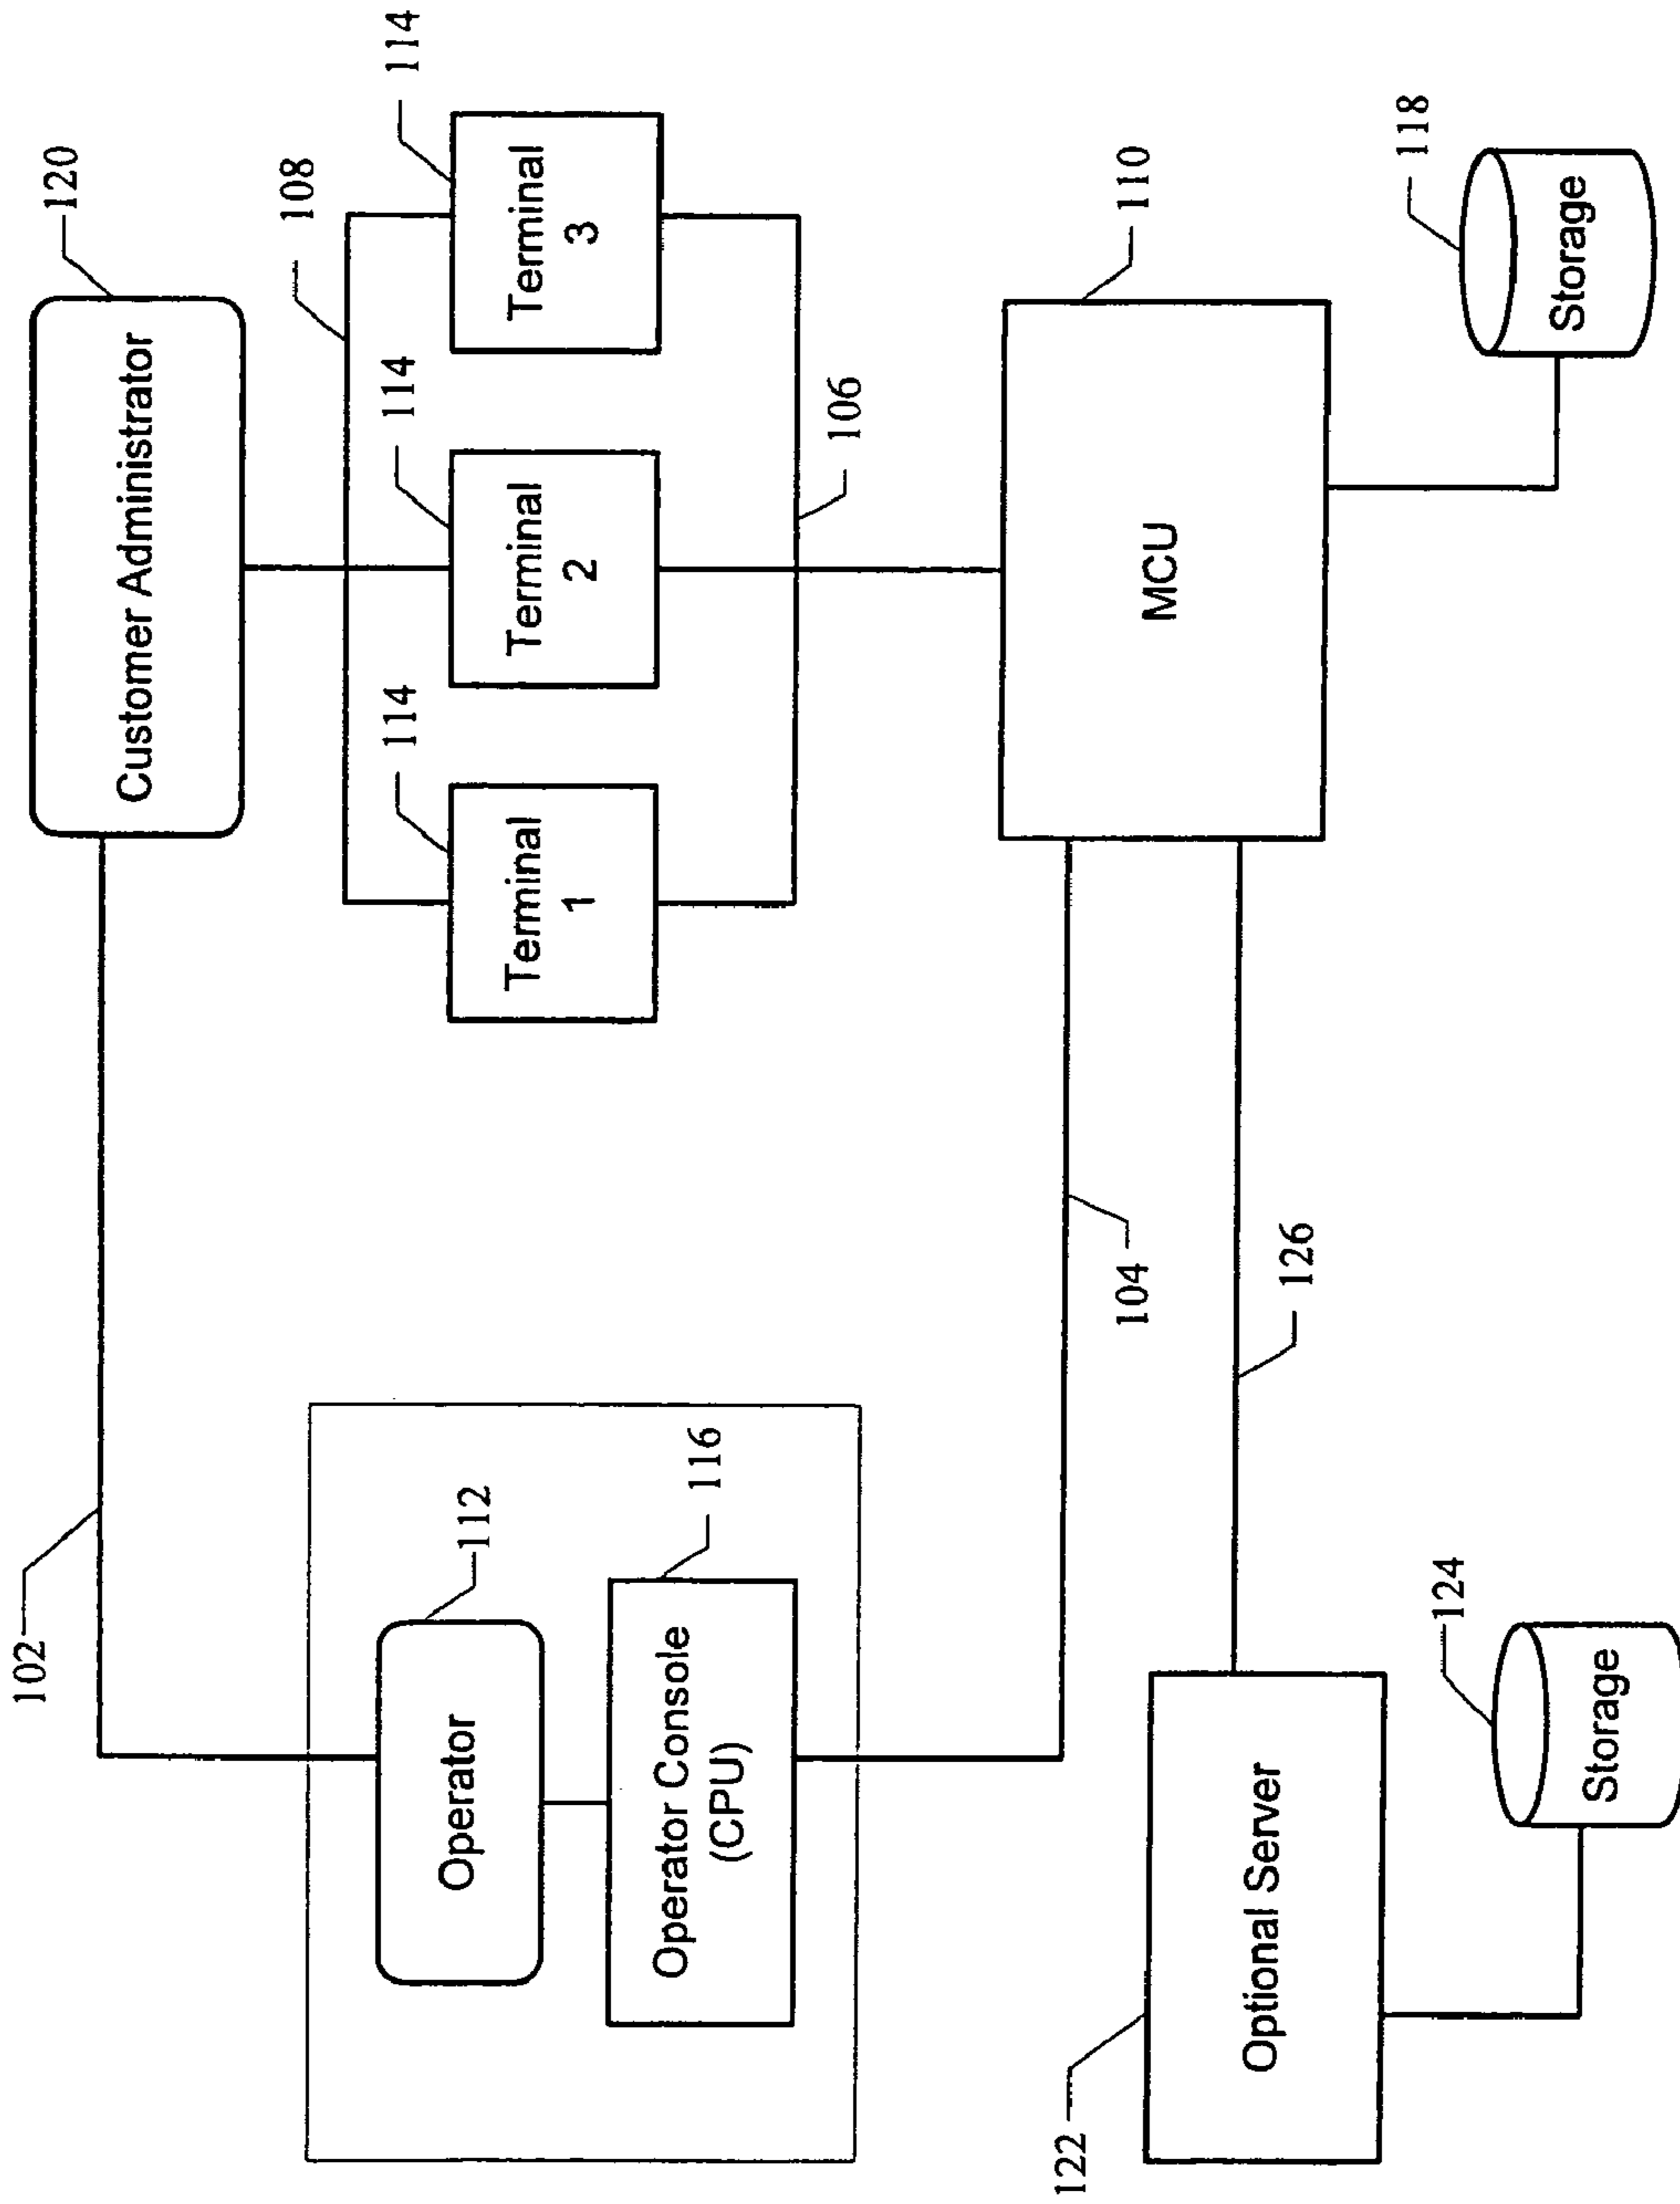 102
120
Customer Administrator
108
114
114
114
Terminal
1
Terminal
2
Terminal
3
106
112
Operator
116
Operator Console
(CPU)
104
110
MCU
126
122
Optional Server
118
Storage
124
Storage